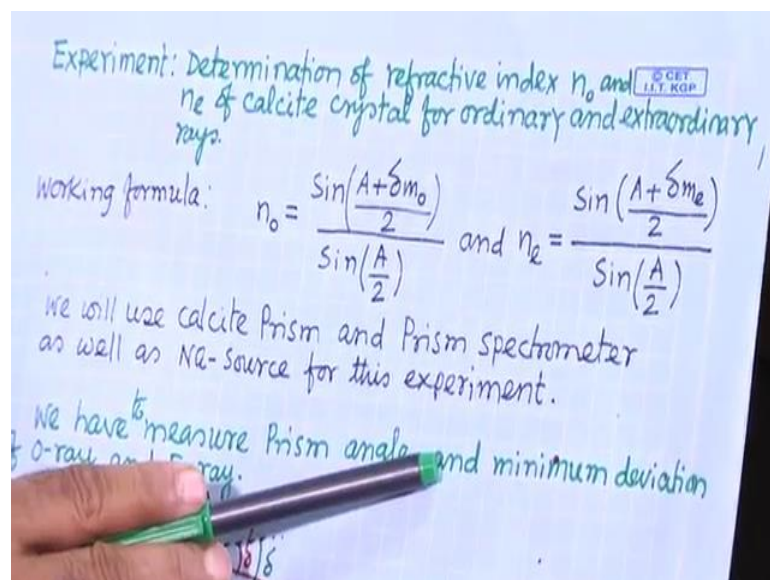 Experiment: Determination of refractive index n₀ and © CET I.I.T. KGP
ne of calcite crystal for ordinary and extraordinary
rays.
Working formula: n₀ = Sin((A+δm₀)/2) / Sin(A/2) and nₑ = Sin((A+δmₑ)/2) / Sin(A/2)
We will use calcite Prism and Prism spectrometer
as well as Na-source for this experiment.
We have to measure Prism angle and minimum deviation
O-ray and ray.